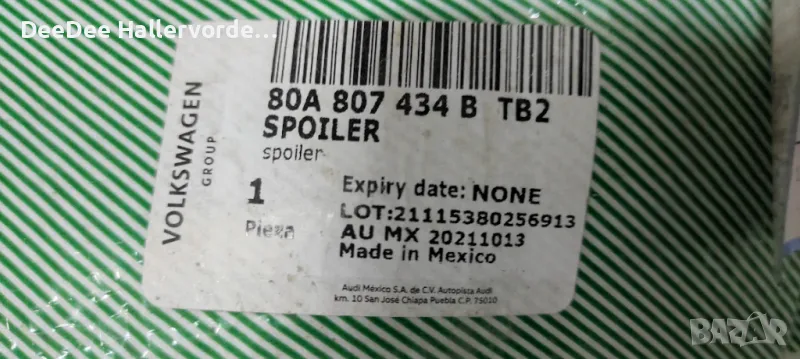 DeeDee Hallervorde...
VOLKSWAGEN
GROUP
80A 807 434 B TB2
SPOILER
spoiler
1
Pieza
Expiry date: NONE
LOT:21115380256913
AU MX 20211013
Made in Mexico
Audi México S.A. de C.V. Autopista Audi
km. 10 San José Chiapa Puebla C.P. 75010
BAZAR